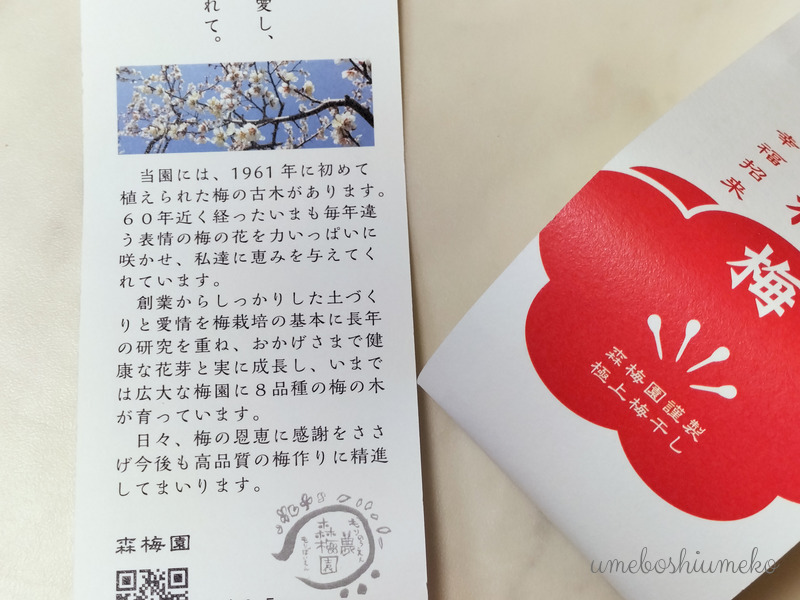 愛し、
れて。
当園には、1961年に初めて
植えられた梅の古木があります。
６０年近く経ったいまも毎年違
う表情の梅の花を力いっぱいに
咲かせ、私達に恵みを与えてく
れています。
創業からしっかりした土づく
りと愛情を梅栽培の基本に長年
の研究を重ね、おかげさまで健
康な花芽と実に成長し、いまで
は広大な梅園に８品種の梅の木
が育っています。
日々、梅の恩恵に感謝をささ
げ今後も高品質の梅作りに精進
してまいります。
森梅園
森梅園
農
幸福招来
梅
森梅園謹製
極上梅干し
umeboshiumeko